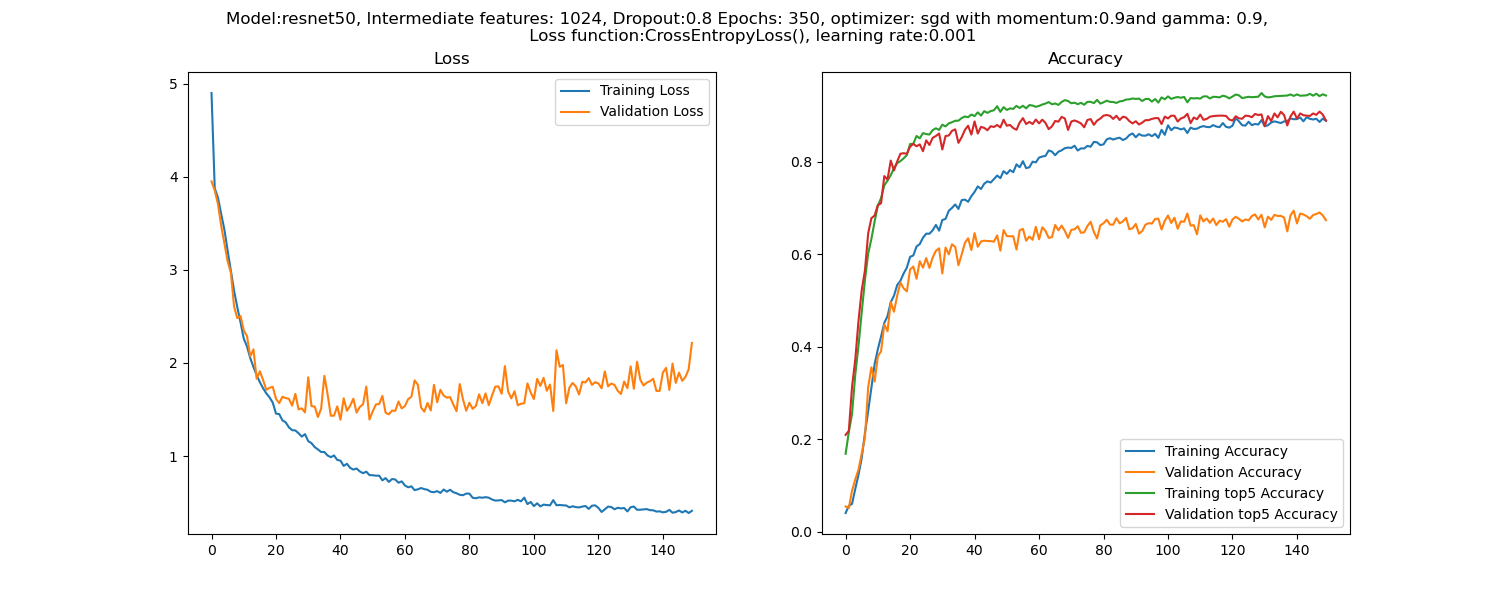 Model:resnet50, Intermediate features: 1024, Dropout:0.8 Epochs: 350, optimizer: sgd with momentum:0.9and gamma: 0.9,
Loss function:CrossEntropyLoss(), learning rate:0.001
Loss
5
4
3
2
1
0
20
40
60
80
100
120
140
Training Loss
Validation Loss
Accuracy
0.8
0.6
0.4
0.2
0.0
0
20
40
60
80
100
120
140
Training Accuracy
Validation Accuracy
Training top5 Accuracy
Validation top5 Accuracy